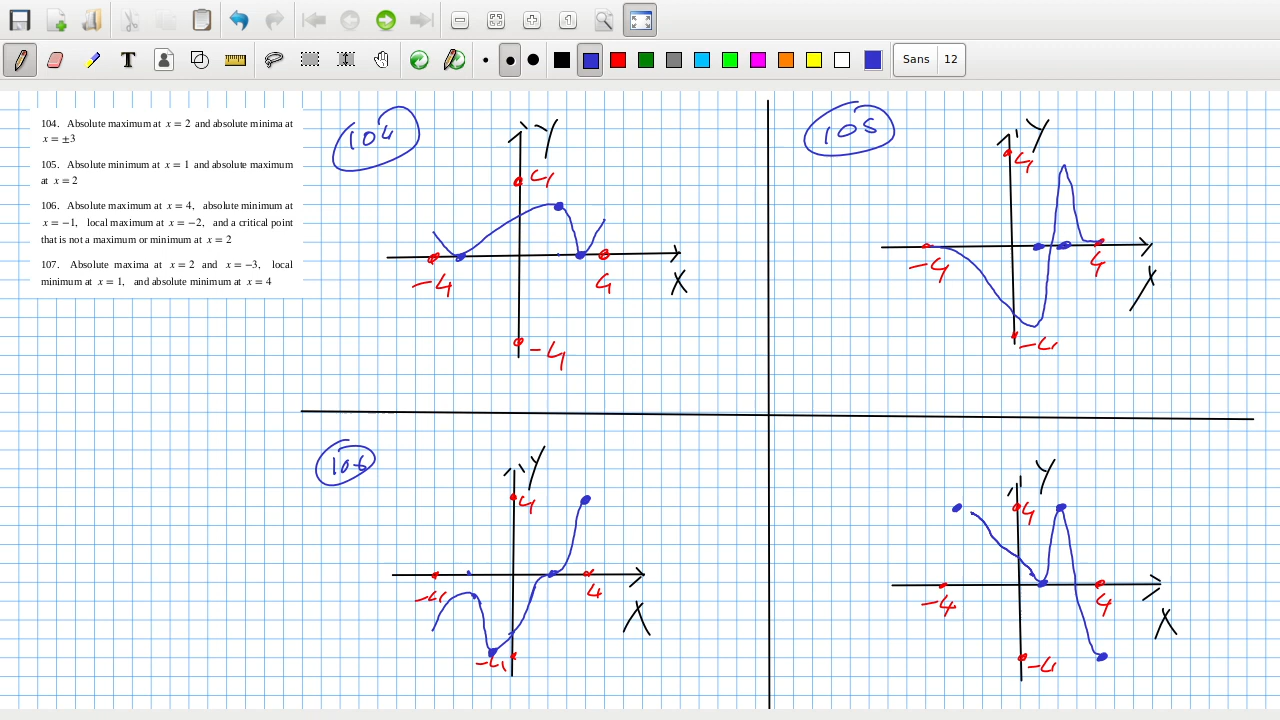 Sans 12
104. Absolute maximum at x = 2 and absolute minima at
x = ±3
105. Absolute minimum at x = 1 and absolute maximum
at x = 2
106. Absolute maximum at x = 4, absolute minimum at
x = −1, local maximum at x = −2, and a critical point
that is not a maximum or minimum at x = 2
107. Absolute maxima at x = 2 and x = −3, local
minimum at x = 1, and absolute minimum at x = 4
104
Y
4
-4
4
X
-4
105
Y
4
-4
4
X
-4
106
Y
4
-4
4
X
-4
Y
4
-4
4
X
-4